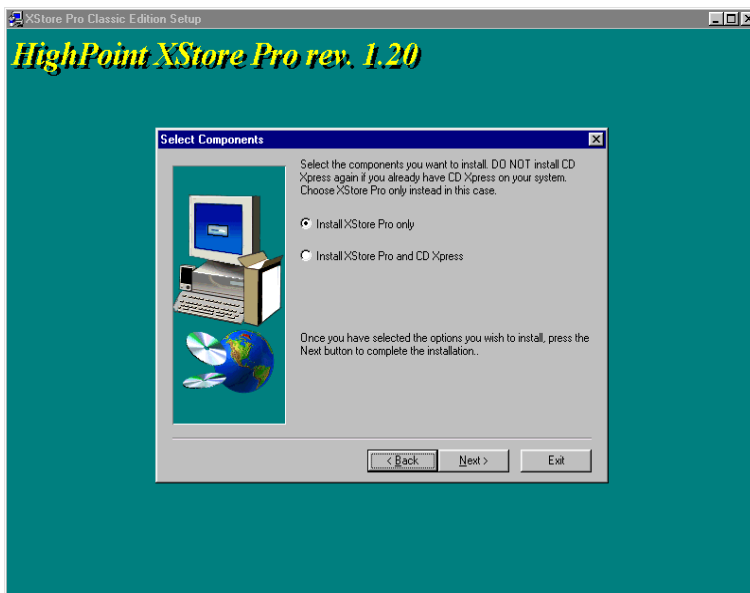 XStore Pro Classic Edition Setup
HighPoint XStore Pro rev. 1.20
Select Components
Select the components you want to install. DO NOT install CD
Xpress again if you already have CD Xpress on your system.
Choose XStore Pro only instead in this case.
Install XStore Pro only
Install XStore Pro and CD Xpress
Once you have selected the options you wish to install, press the
Next button to complete the installation..
< Back
Next >
Exit